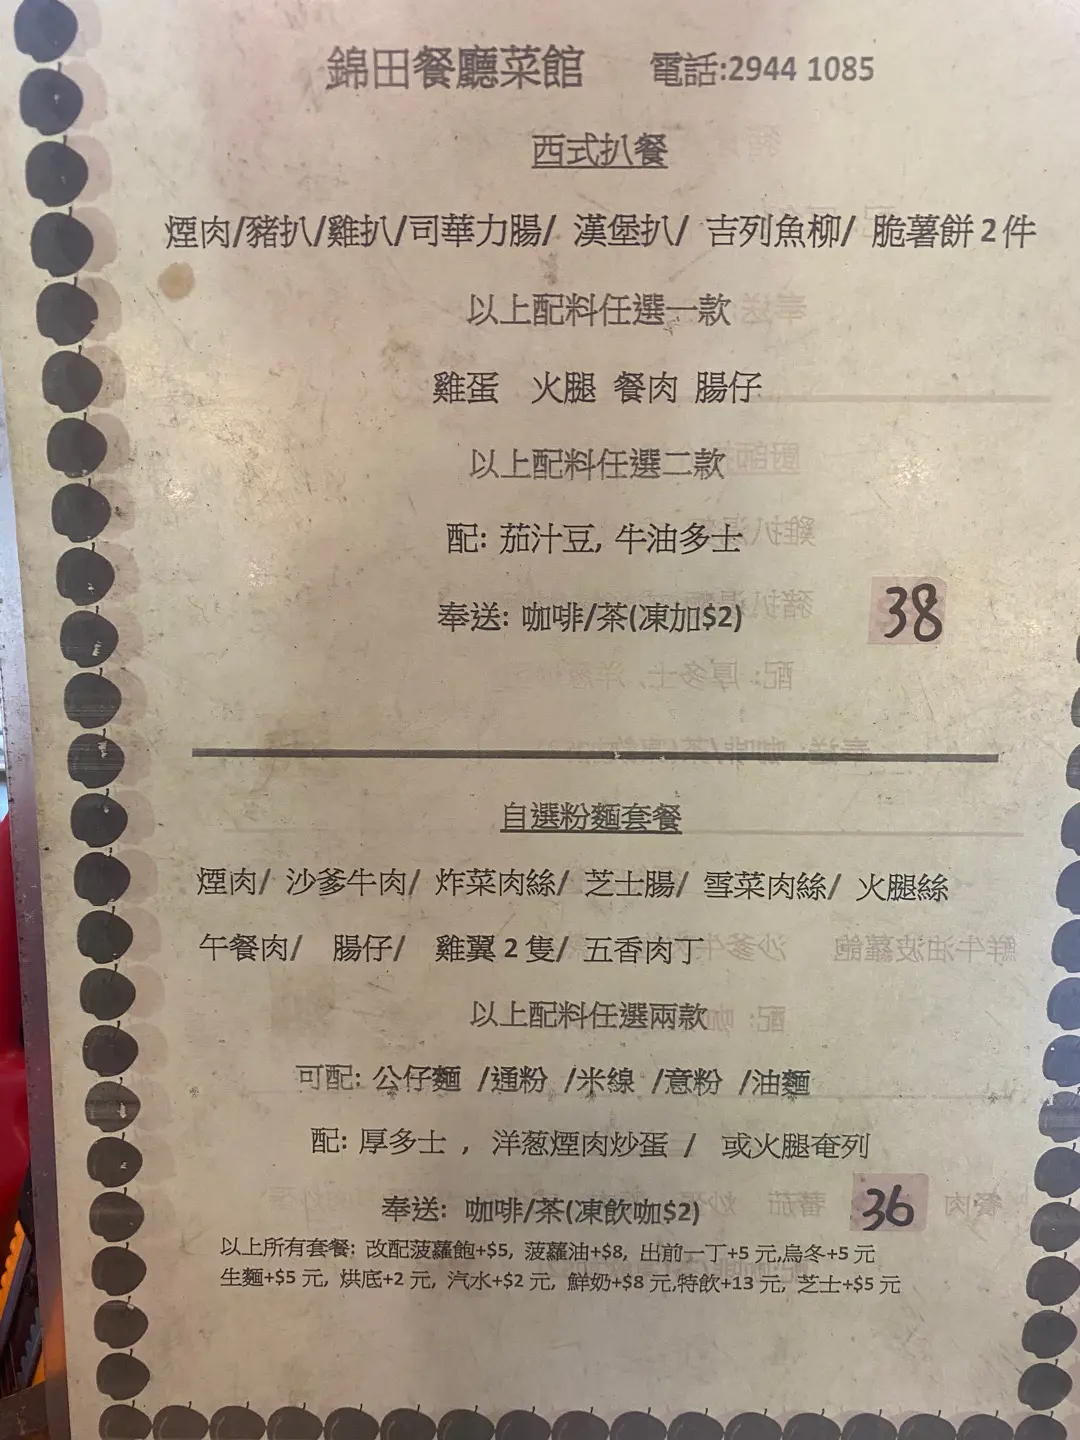 錦田餐廳菜館 電話:2944 1085
西式扒餐
煙肉/豬扒/雞扒/司華力腸/ 漢堡扒/ 吉列魚柳/ 脆薯餅2件
以上配料任選一款
雞蛋 火腿 餐肉 腸仔
以上配料任選二款
配: 茄汁豆, 牛油多士
奉送: 咖啡/茶(凍加$2) 38
自選粉麵套餐
煙肉/ 沙爹牛肉/ 炸菜肉絲/ 芝士腸/ 雪菜肉絲/ 火腿絲
午餐肉/ 腸仔/ 雞翼2隻/ 五香肉丁
以上配料任選兩款
可配: 公仔麵 /通粉 /米線 /意粉 /油麵
配: 厚多士 , 洋葱煙肉炒蛋 / 或火腿奄列
奉送: 咖啡/茶(凍飲咖$2) 36
以上所有套餐: 改配菠蘿飽+$5, 菠蘿油+$8, 出前一丁+5元,烏冬+5元
生麵+$5元, 烘底+2元, 汽水+$2元, 鮮奶+$8元,特飲+13元, 芝士+$5元